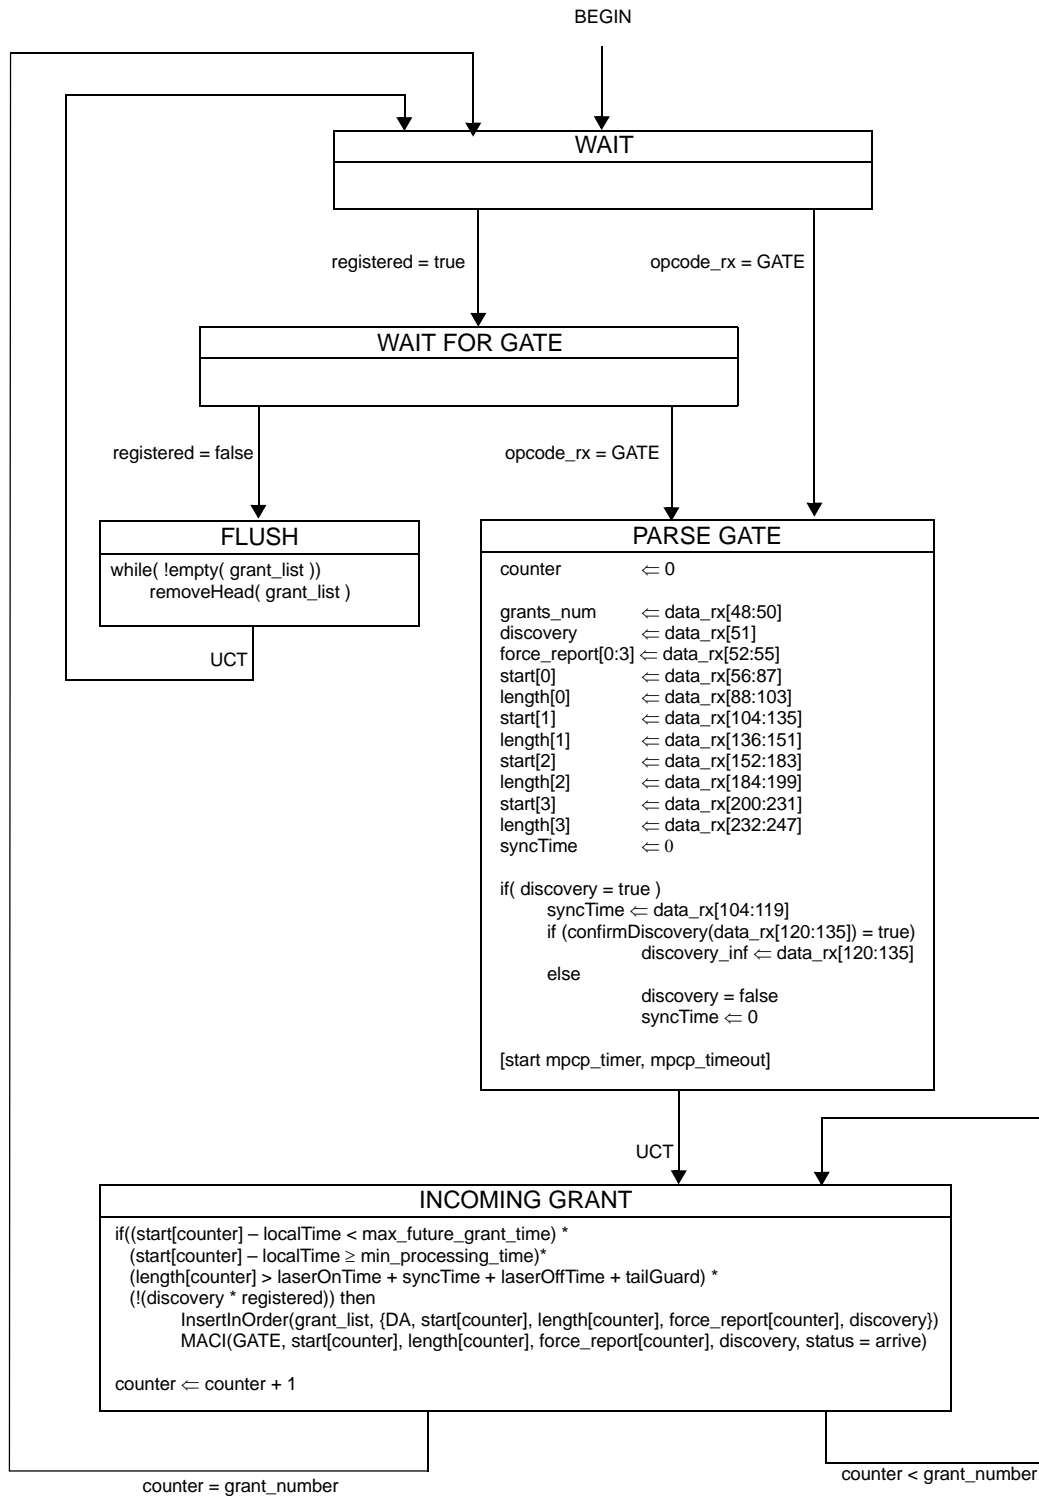 BEGIN
WAIT
registered = true
opcode_rx = GATE
WAIT FOR GATE
registered = false
opcode_rx = GATE
FLUSH
while( !empty( grant_list ))
removeHead( grant_list )
UCT
PARSE GATE
counter ⇐ 0
grants_num ⇐ data_rx[48:50]
discovery ⇐ data_rx[51]
force_report[0:3] ⇐ data_rx[52:55]
start[0] ⇐ data_rx[56:87]
length[0] ⇐ data_rx[88:103]
start[1] ⇐ data_rx[104:135]
length[1] ⇐ data_rx[136:151]
start[2] ⇐ data_rx[152:183]
length[2] ⇐ data_rx[184:199]
start[3] ⇐ data_rx[200:231]
length[3] ⇐ data_rx[232:247]
syncTime ⇐ 0
if( discovery = true )
syncTime ⇐ data_rx[104:119]
if (confirmDiscovery(data_rx[120:135]) = true)
discovery_inf ⇐ data_rx[120:135]
else
discovery = false
syncTime ⇐ 0
[start mpcp_timer, mpcp_timeout]
UCT
INCOMING GRANT
if((start[counter] – localTime < max_future_grant_time) *
(start[counter] – localTime ≥ min_processing_time)*
(length[counter] > laserOnTime + syncTime + laserOffTime + tailGuard) *
(!(discovery * registered)) then
InsertInOrder(grant_list, {DA, start[counter], length[counter], force_report[counter], discovery})
MACI(GATE, start[counter], length[counter], force_report[counter], discovery, status = arrive)
counter ⇐ counter + 1
counter = grant_number
counter < grant_number